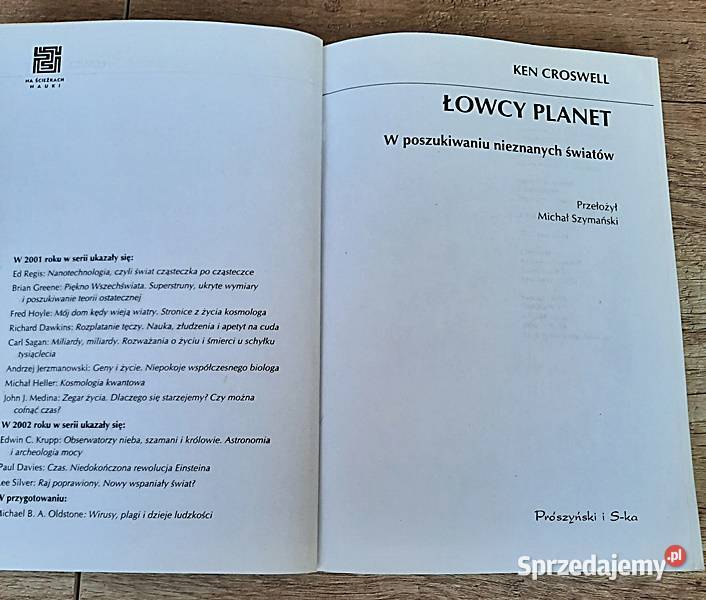 NA ŚCIEŻKACH
NAUKI
W 2001 roku w serii ukazały się:
Ed Regis: Nanotechnologia, czyli świat cząsteczka po cząsteczce
Brian Greene: Piękno Wszechświata. Superstruny, ukryte wymiary
i poszukiwanie teorii ostatecznej
Fred Hoyle: Mój dom kędy wieją wiatry. Stronice z życia kosmologa
Richard Dawkins: Rozplatanie tęczy. Nauka, złudzenia i apetyt na cuda
Carl Sagan: Miliardy, miliardy. Rozważania o życiu i śmierci u schyłku
tysiąclecia
Andrzej Jerzmanowski: Geny i życie. Niepokoje współczesnego biologa
Michał Heller: Kosmologia kwantowa
John J. Medina: Zegar życia. Dlaczego się starzejemy? Czy można
cofnąć czas?
W 2002 roku w serii ukazały się:
Edwin C. Krupp: Obserwatorzy nieba, szamani i królowie. Astronomia
i archeologia mocy
Paul Davies: Czas. Niedokończona rewolucja Einsteina
Lee Silver: Raj poprawiony. Nowy wspaniały świat?
W przygotowaniu:
Michael B. A. Oldstone: Wirusy, plagi i dzieje ludzkości
KEN CROSWELL
ŁOWCY PLANET
W poszukiwaniu nieznanych światów
Przełożył
Michał Szymański
Prószyński i S-ka
Sprzedajemy.pl